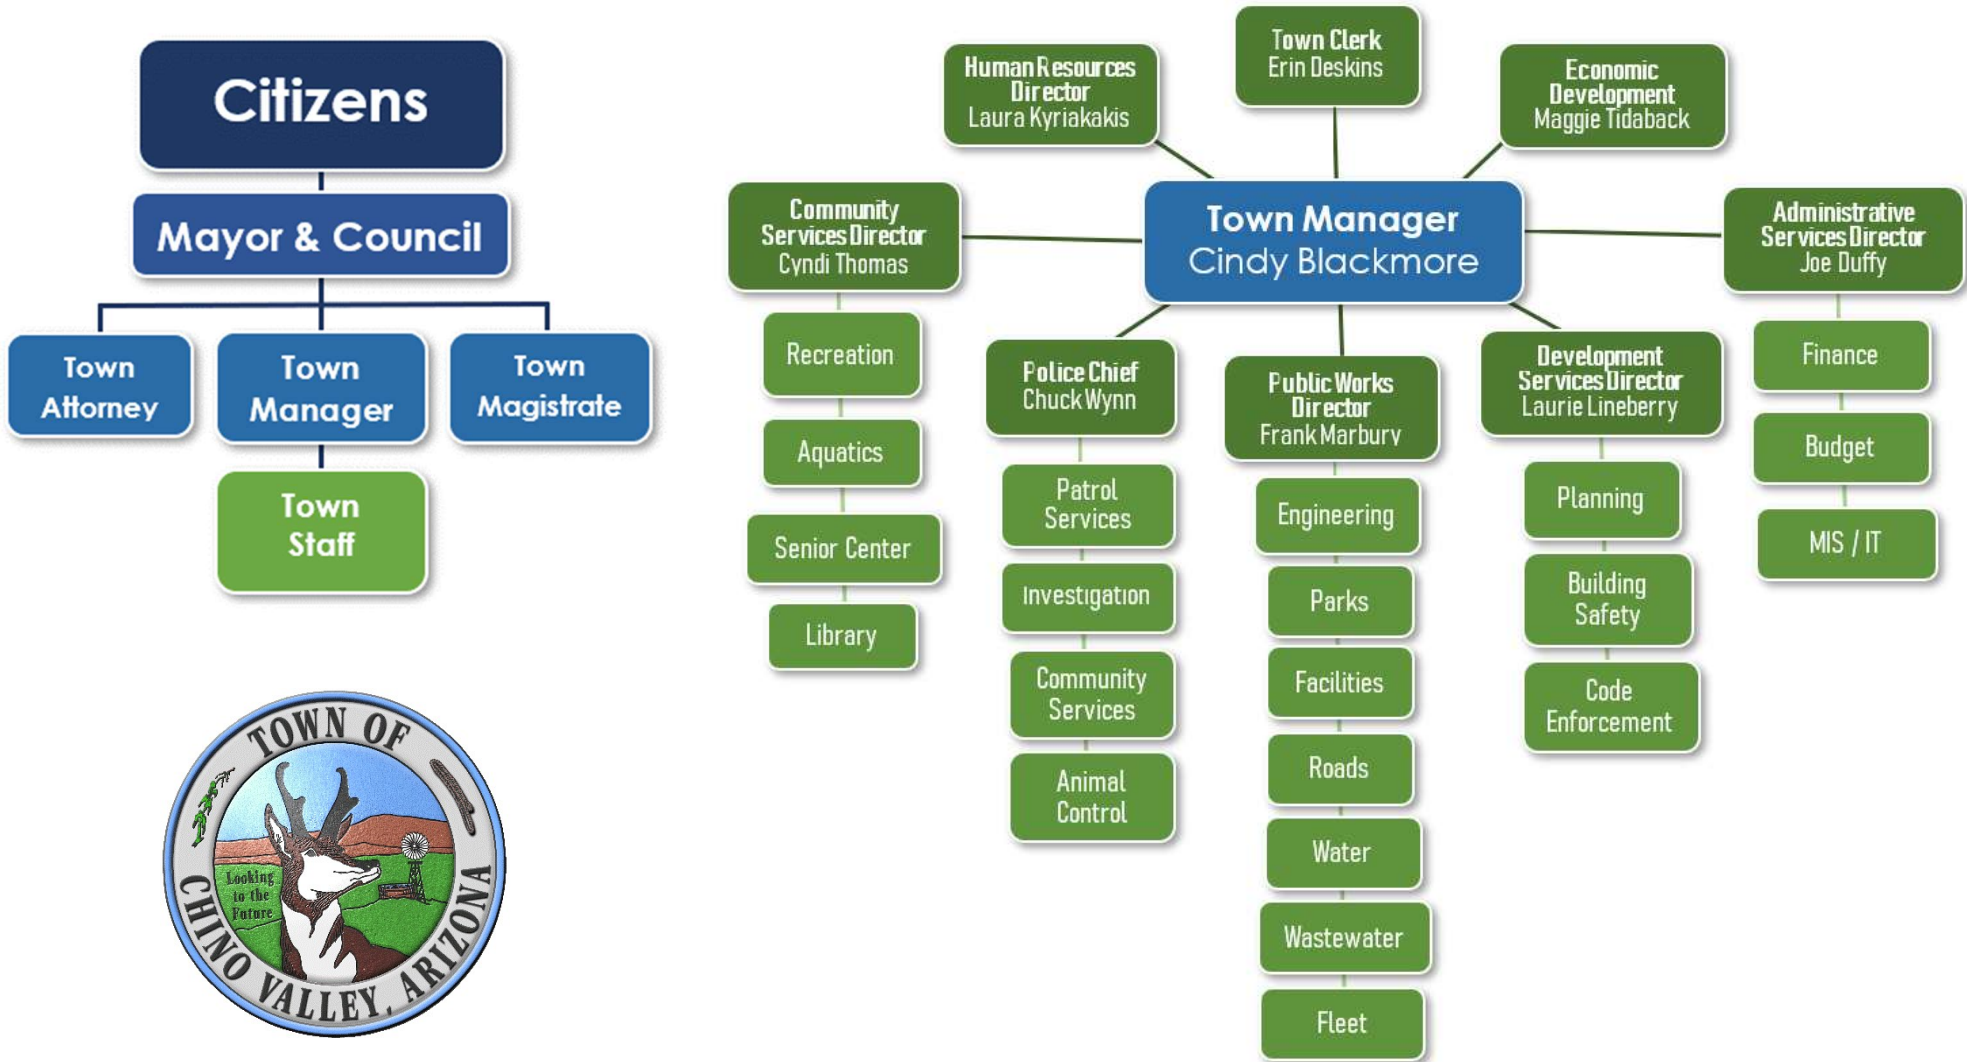 Citizens
Mayor & Council
Town
Attorney
Town
Manager
Town
Magistrate
Town
Staff
TOWN OF
CHINO VALLEY, ARIZONA
Looking
to the
Future
Human Resources
Director
Laura Kyriakakis
Town Clerk
Erin Deskins
Economic
Development
Maggie Tidaback
Community
Services Director
Cyndi Thomas
Town Manager
Cindy Blackmore
Administrative
Services Director
Joe Duffy
Recreation
Aquatics
Senior Center
Library
Police Chief
Chuck Wynn
Patrol
Services
Investigation
Community
Services
Animal
Control
Public Works
Director
Frank Marbury
Engineering
Parks
Facilities
Roads
Water
Wastewater
Fleet
Development
Services Director
Laurie Lineberry
Planning
Building
Safety
Code
Enforcement
Finance
Budget
MIS / IT